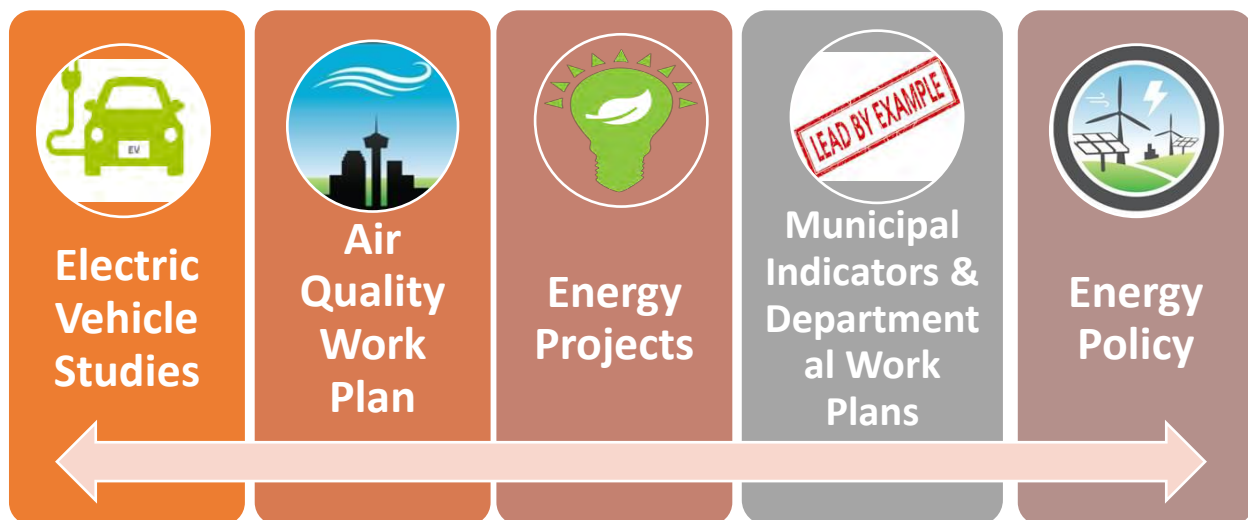 EV
Electric
Vehicle
Studies
Air
Quality
Work
Plan
Energy
Projects
LEAD BY EXAMPLE
Municipal
Indicators &
Department
al Work
Plans
Energy
Policy